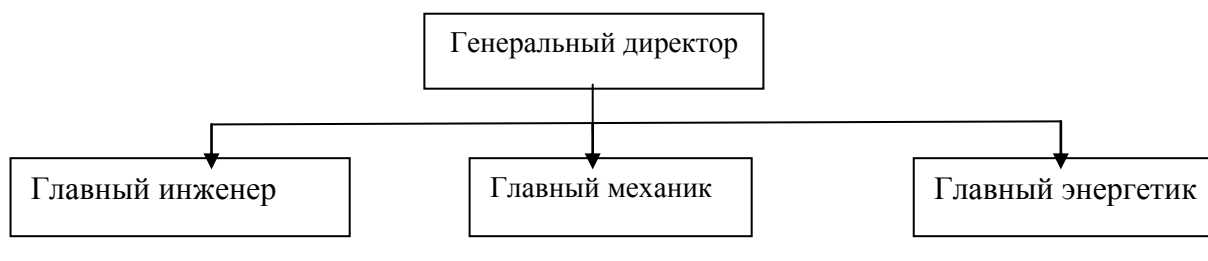 Генеральный директор
Главный инженер
Главный механик
Главный энергетик